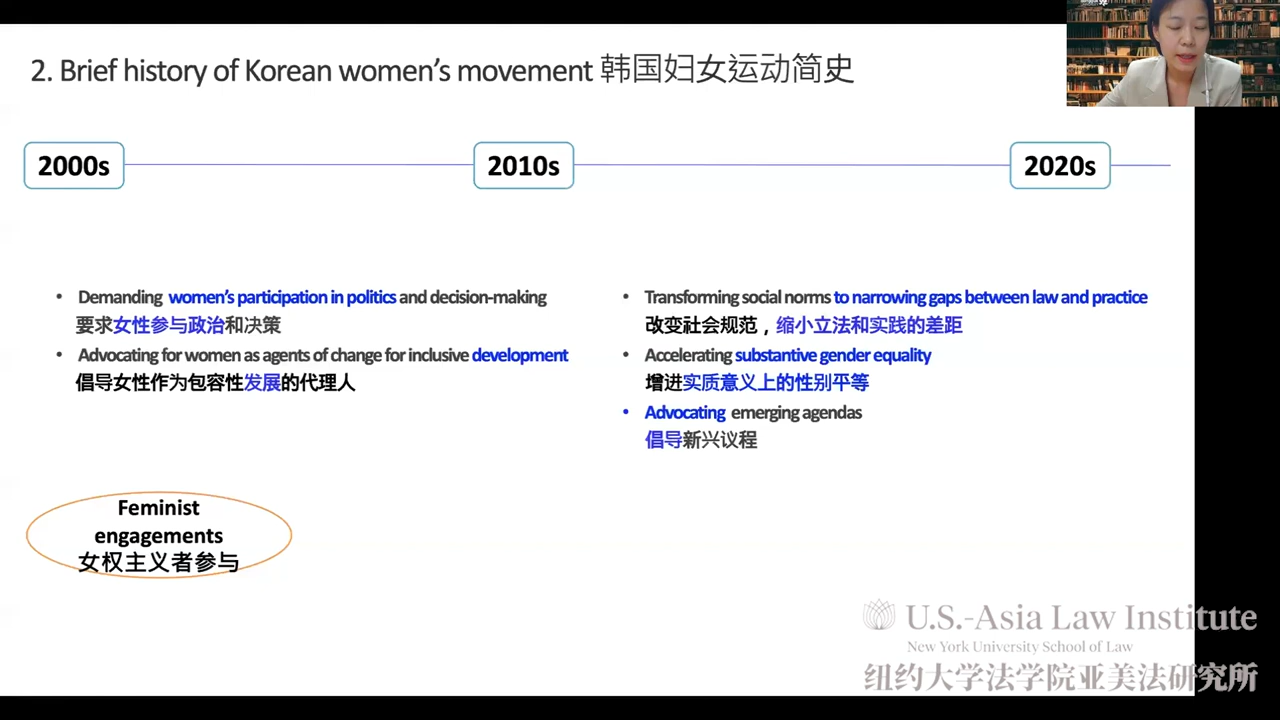 2. Brief history of Korean women's movement 韩国妇女运动简史
2000s
2010s
2020s
• Demanding women's participation in politics and decision-making
要求女性参与政治和决策
• Advocating for women as agents of change for inclusive development
倡导女性作为包容性发展的代理人
• Transforming social norms to narrowing gaps between law and practice
改变社会规范，缩小立法和实践的差距
• Accelerating substantive gender equality
增进实质意义上的性别平等
• Advocating emerging agendas
倡导新兴议程
Feminist
engagements
女权主义者参与
U.S.-Asia Law Institute
New York University School of Law
纽约大学法学院亚美法研究所